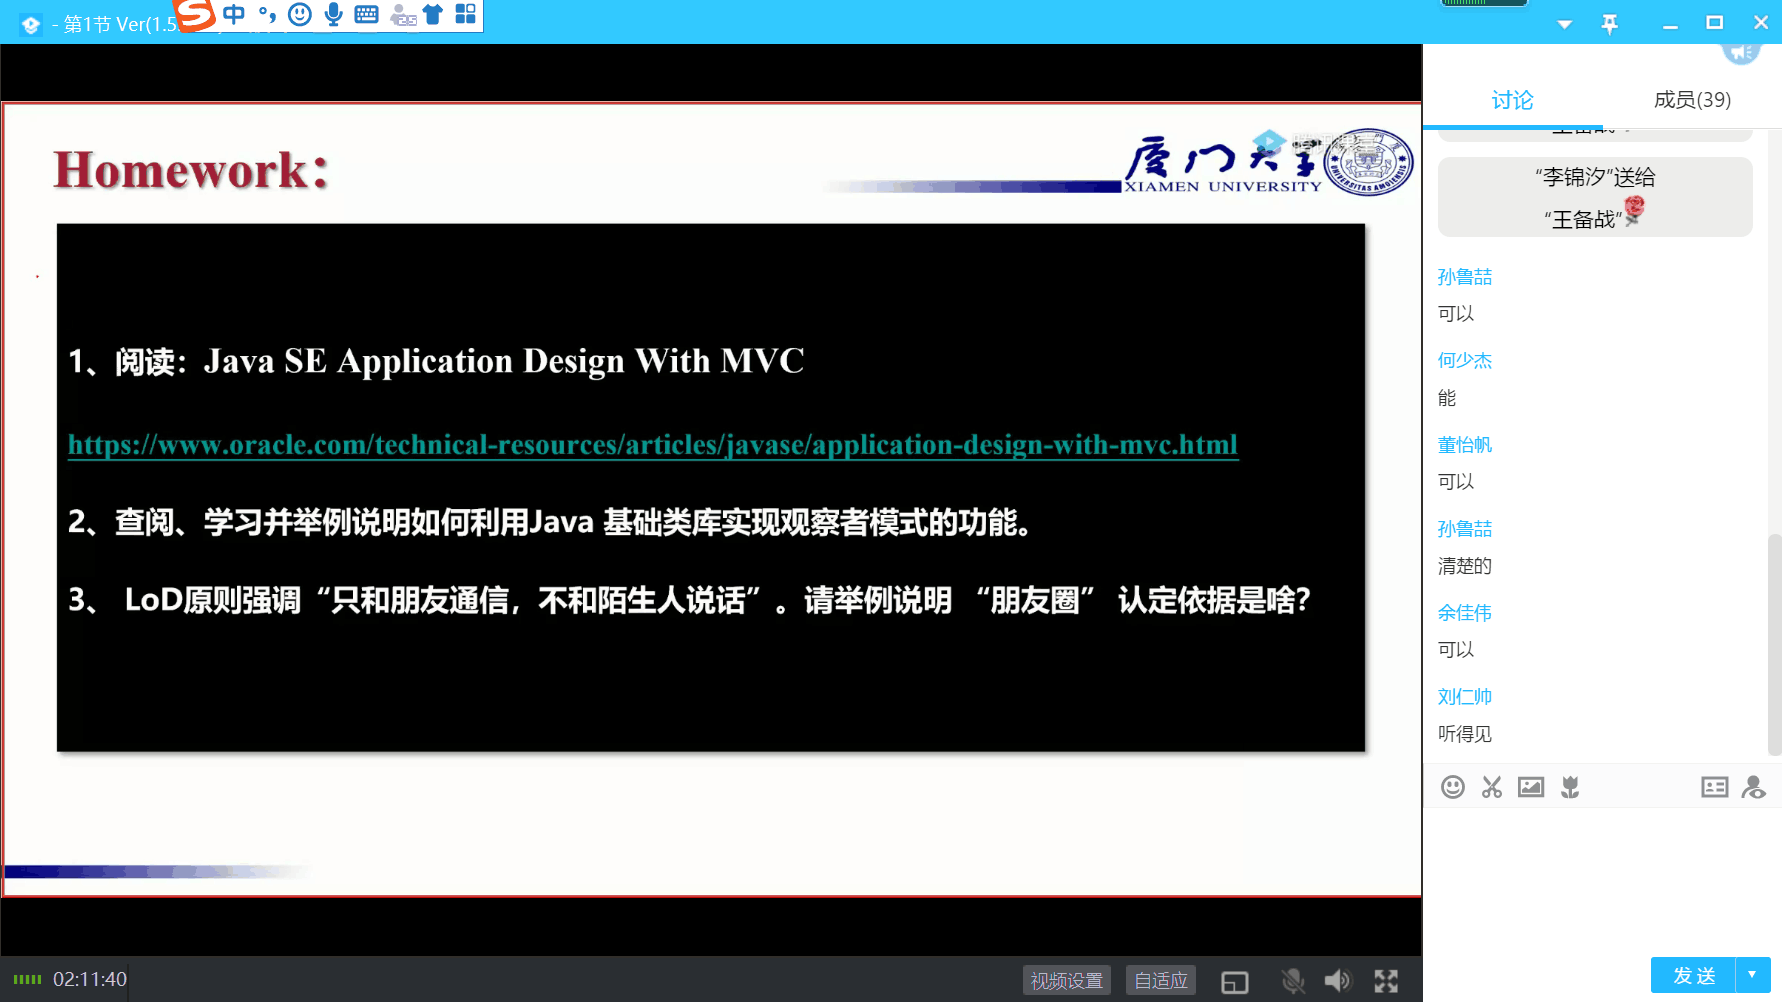 - 第1节 Ver(1.5
中
讨论
成员(39)
Homework:
厦门大学
XIAMEN UNIVERSITY
1、阅读：Java SE Application Design With MVC
https://www.oracle.com/technical-resources/articles/javase/application-design-with-mvc.html
2、查阅、学习并举例说明如何利用Java 基础类库实现观察者模式的功能。
3、 LoD原则强调“只和朋友通信，不和陌生人说话”。请举例说明 “朋友圈” 认定依据是啥？
“李锦汐”送给
“王备战”
孙鲁喆
可以
何少杰
能
董怡帆
可以
孙鲁喆
清楚的
余佳伟
可以
刘仁帅
听得见
02:11:40
视频设置
自适应
发送